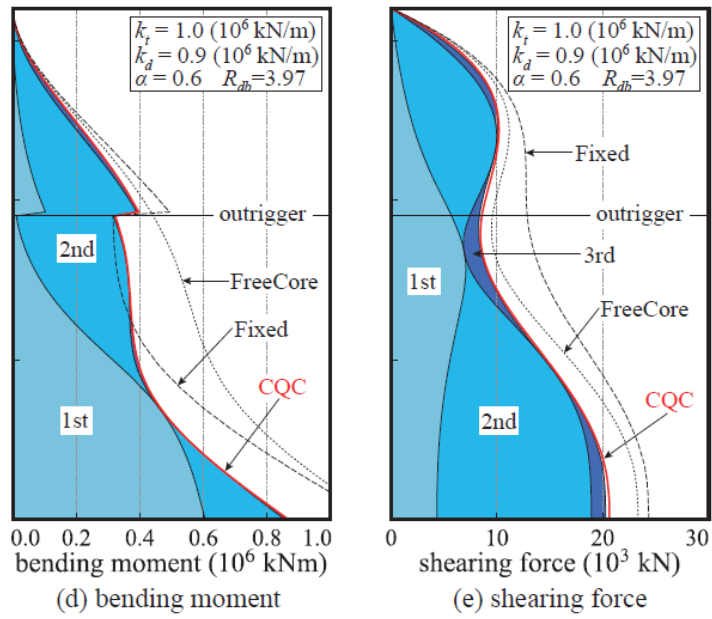 k_t = 1.0 (10^6 kN/m)
k_d = 0.9 (10^6 kN/m)
α = 0.6 R_db=3.97
outrigger
2nd
FreeCore
Fixed
CQC
1st
0.0 0.2 0.4 0.6 0.8 1.0
bending moment (10^6 kNm)
(d) bending moment
k_t = 1.0 (10^6 kN/m)
k_d = 0.9 (10^6 kN/m)
α = 0.6 R_db=3.97
Fixed
outrigger
3rd
1st
FreeCore
CQC
2nd
0 10 20 30
shearing force (10^3 kN)
(e) shearing force